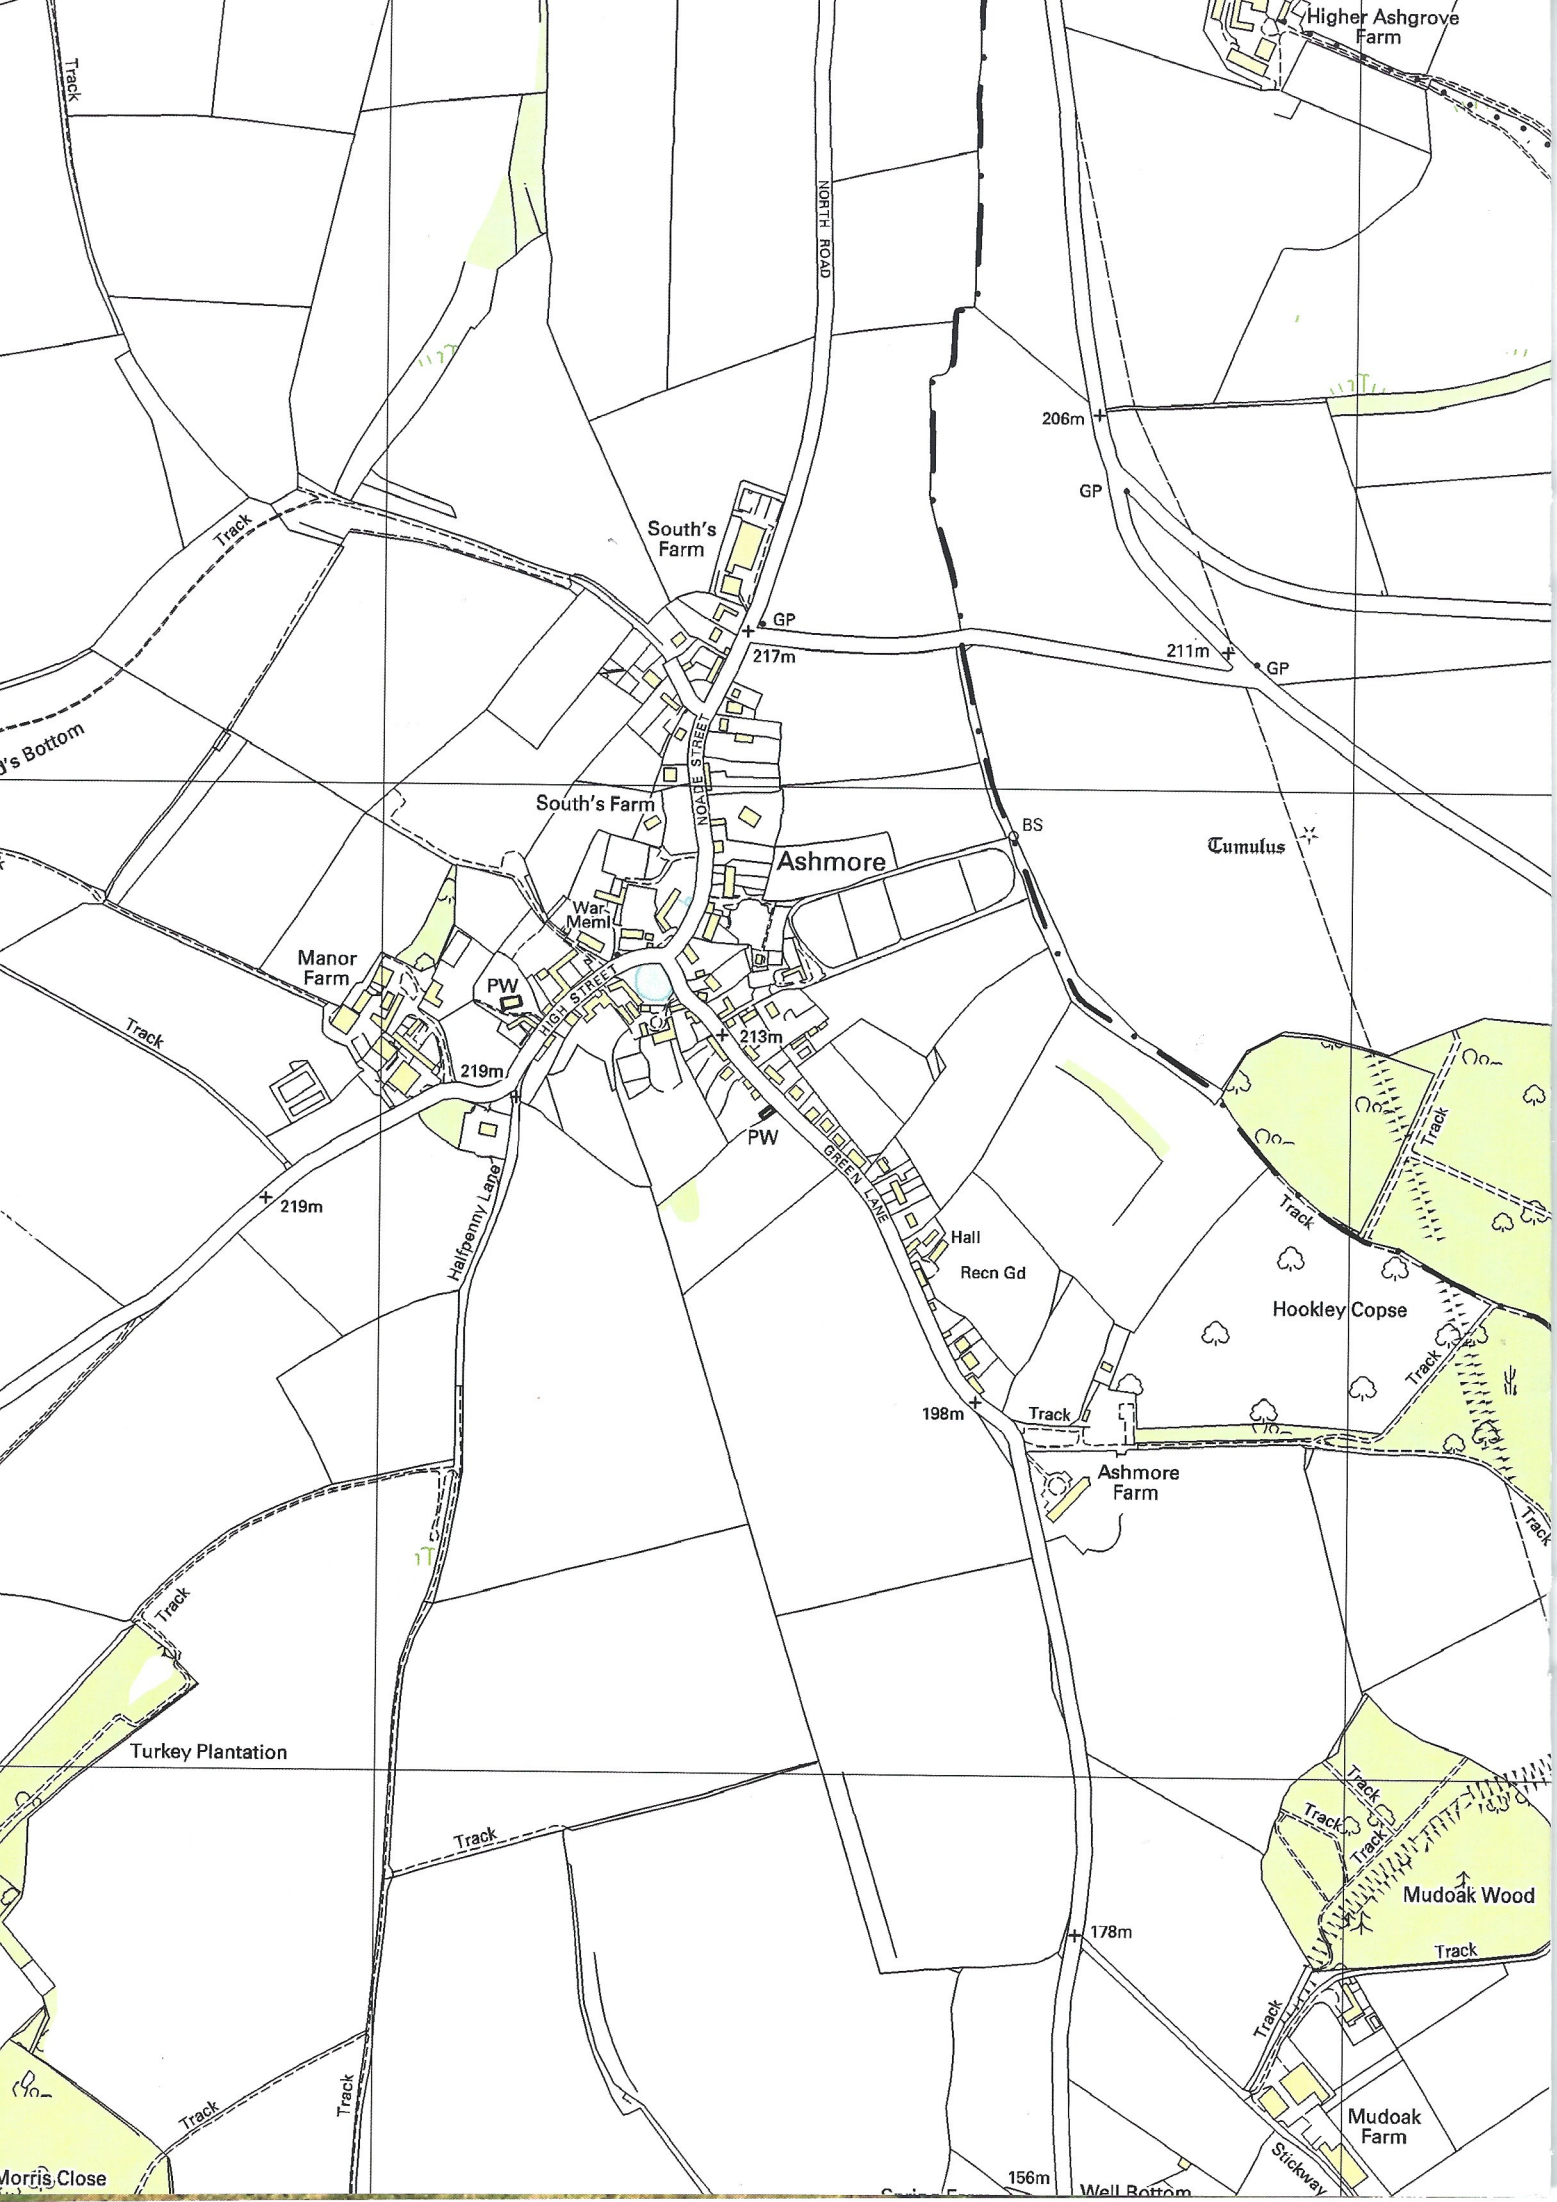 Higher Ashgrove
Farm
Track
NORTH ROAD
206m
GP
South's
Farm
Track
GP
217m
211m
GP
d's Bottom
NOADE STREET
South's Farm
BS
Tumulus
Ashmore
War
Meml
Manor
Farm
PW
HIGH STREET
Track
213m
219m
PW
Track
GREEN LANE
219m
Halfpenny Lane
Track
Hall
Recn Gd
Hookley Copse
Track
198m
Track
Ashmore
Farm
Track
Track
Turkey Plantation
Track
Track
Track
Track
Mudoak Wood
178m
Track
Track
Track
Track
Mudoak
Farm
Stickway
Morris Close
156m
Well Bottom